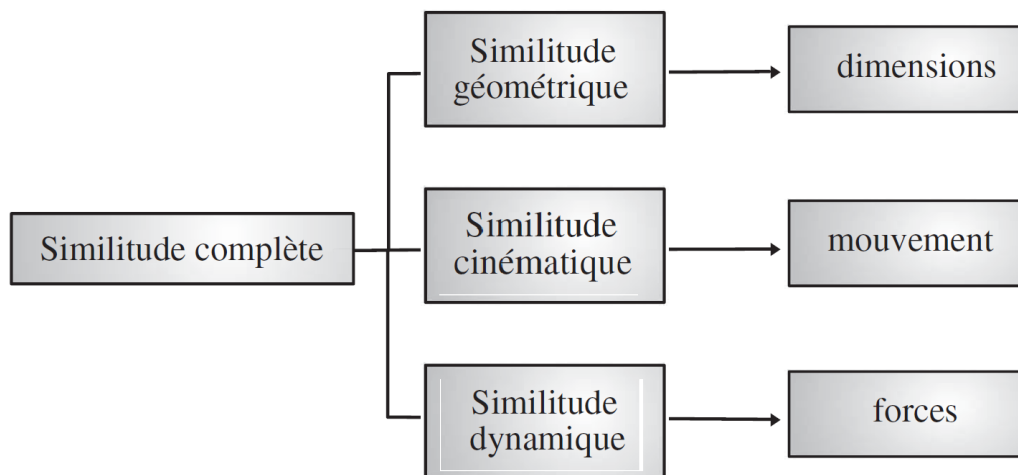 Similitude
géométrique
dimensions
Similitude complète
Similitude
cinématique
mouvement
Similitude
dynamique
forces